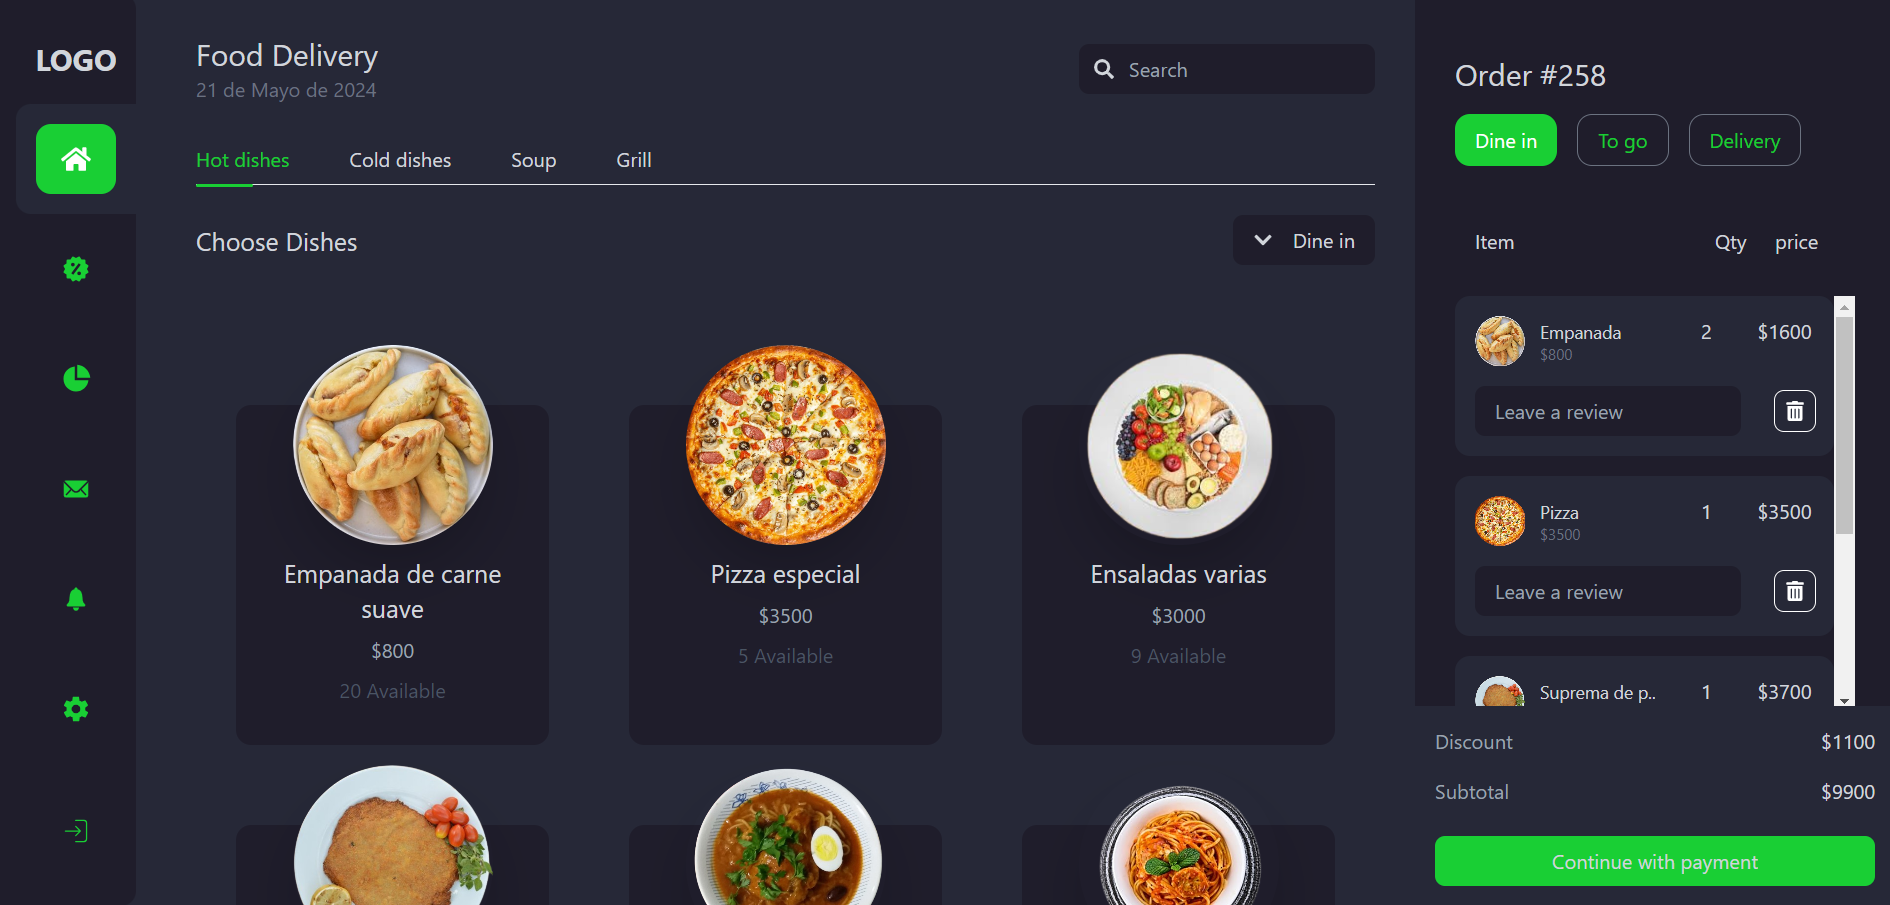 LOGO
Food Delivery
21 de Mayo de 2024
Search
Hot dishes Cold dishes Soup Grill
Choose Dishes
Dine in
Empanada de carne
suave
$800
20 Available
Pizza especial
$3500
5 Available
Ensaladas varias
$3000
9 Available
Order #258
Dine in To go Delivery
Item Qty price
Empanada 2 $1600
$800
Leave a review
Pizza 1 $3500
$3500
Leave a review
Suprema de p.. 1 $3700
Discount $1100
Subtotal $9900
Continue with payment